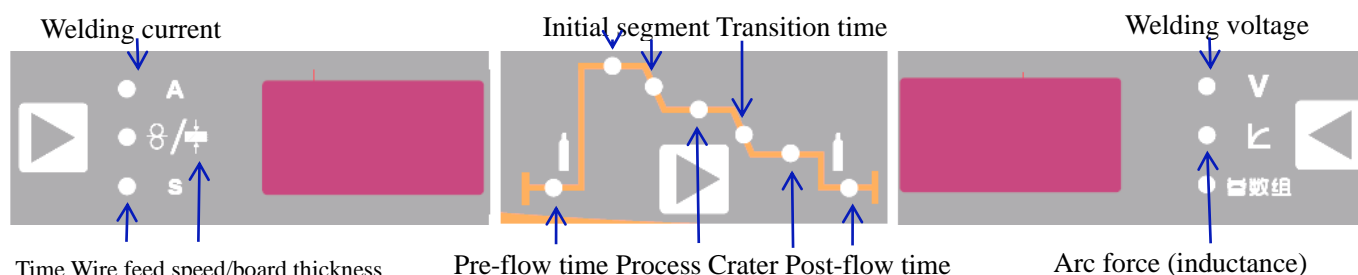 Welding current
Initial segment Transition time
Welding voltage
A
V
s
数组
Time Wire feed speed/board thickness
Pre-flow time Process Crater Post-flow time
Arc force (inductance)